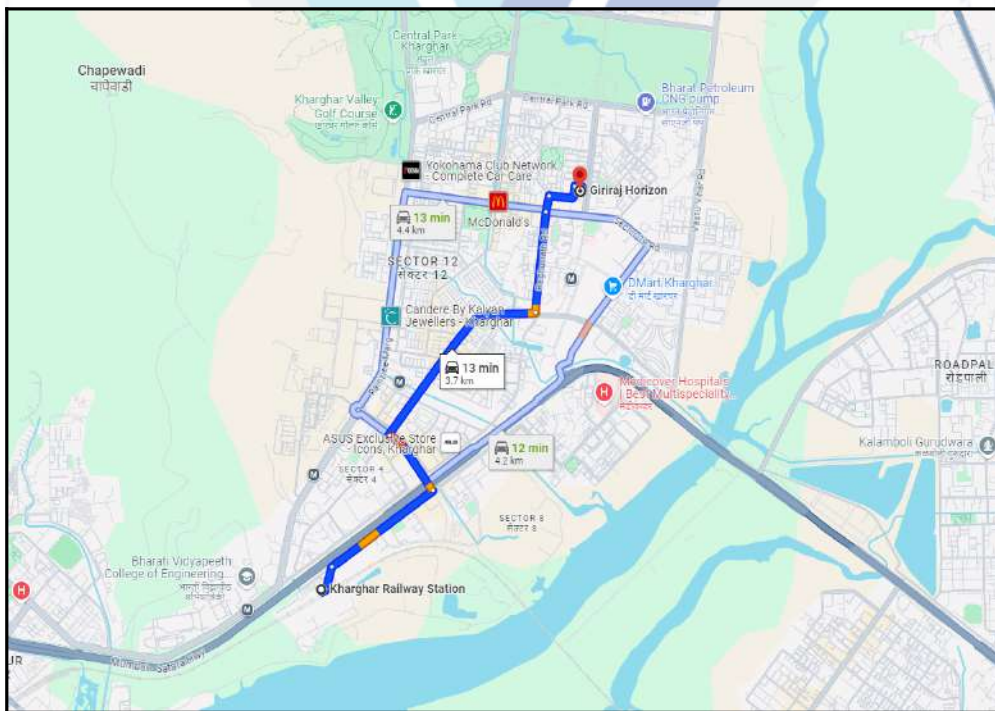 Central Park
Kharghar
Chapewadi
चापेवाडी
Bharat Petroleum
CNG pump
Kharghar Valley
Golf Course
Central Park Rd
Central Park Rd
Yokohama Club Network
- Complete Car Care
Giriraj Horizon
13 min
4.4 km
McDonald's
SECTOR 12
सेक्टर 12
DMart Kharghar
Candere By Kalyan
Jewellers - Kharghar
13 min
3.7 km
Medicover Hospitals
| Best Multispeciality...
ROADPAL
रोडपाली
ASUS Exclusive Store
- Icons, Kharghar
12 min
4.2 km
Kalamboli Gurudwara
SECTOR 4
सेक्टर 4
SECTOR 8
सेक्टर 8
Bharati Vidyapeeth
College of Engineering...
Kharghar Railway Station
UR